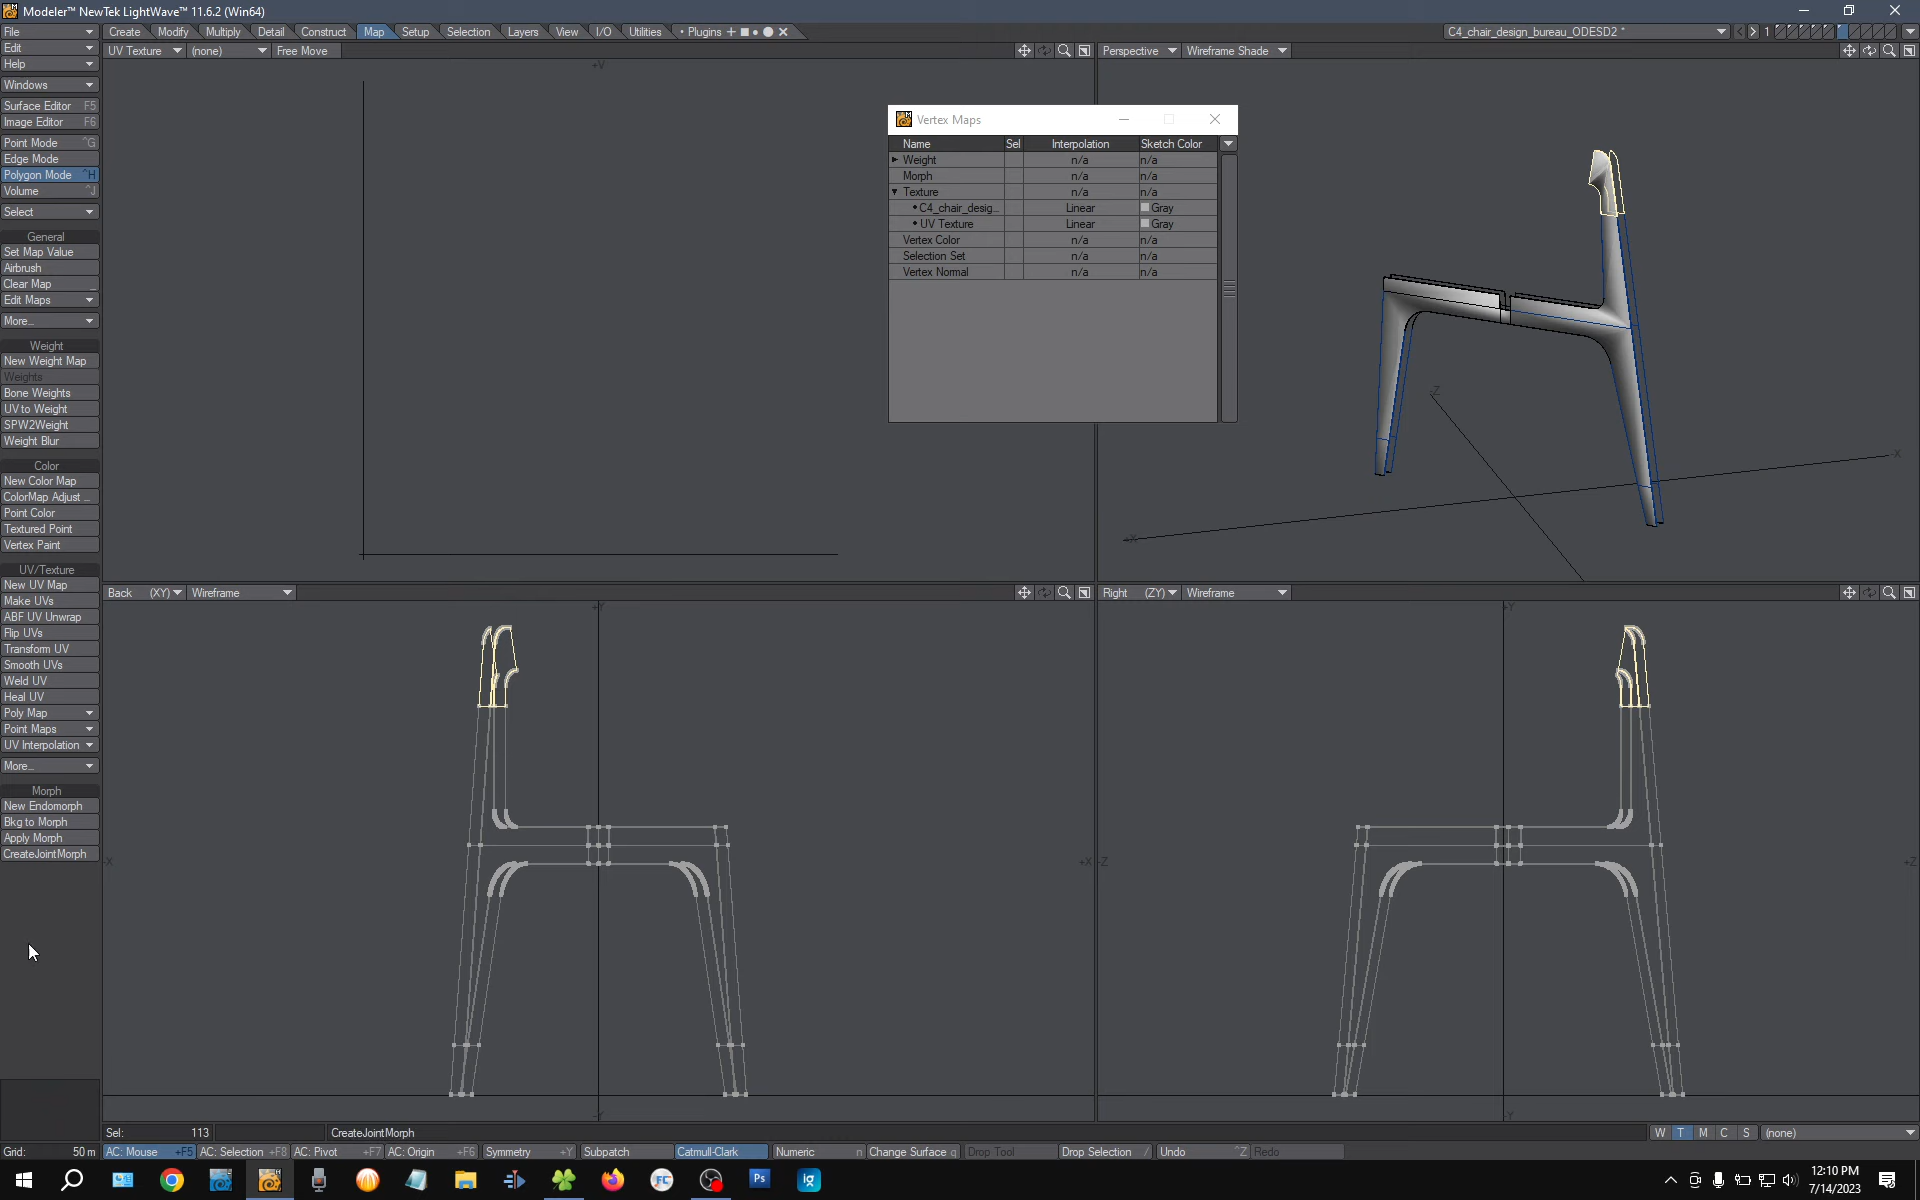 Modeler™ NewTek LightWave™ 11.6.2 (Win64)
File
Create Modify Multiply Detail Construct Map Setup Selection Layers View I/O Utilities • Plugins
C4_chair_design_bureau_ODESD2 *
1
Edit
UV Texture (none) Free Move
Perspective Wireframe Shade
Help
Windows
Surface Editor F5
Image Editor F6
Point Mode ^G
Edge Mode
Polygon Mode ^H
Volume ^J
Select
General
Set Map Value
Airbrush
Clear Map _
Edit Maps
More...
Weight
New Weight Map
Weights
Bone Weights
UV to Weight
SPW2Weight
Weight Blur
Color
New Color Map
ColorMap Adjust ...
Point Color
Textured Point
Vertex Paint
UV/Texture
New UV Map
Make UVs
ABF UV Unwrap
Flip UVs
Transform UV
Smooth UVs
Weld UV
Heal UV
Poly Map
Point Maps
UV Interpolation
More...
Morph
New Endomorph
Bkg to Morph
Apply Morph
CreateJointMorph
+V
Vertex Maps
Name Sel Interpolation Sketch Color
Weight n/a n/a
Morph n/a n/a
Texture n/a n/a
C4_chair_desig... Linear Gray
UV Texture Linear Gray
Vertex Color n/a n/a
Selection Set n/a n/a
Vertex Normal n/a n/a
-Z
-X
+X
Back (XY) Wireframe
+Y
-X
+X
-Y
Right (ZY) Wireframe
+Y
-Z
+Z
-Y
Sel: 113
CreateJointMorph
W T M C S (none)
Grid: 50 m
AC: Mouse +F5 AC: Selection +F8 AC: Pivot +F7 AC: Origin +F6 Symmetry +Y Subpatch Catmull-Clark Numeric n Change Surface q Drop Tool Drop Selection / Undo ^Z Redo
Ps
12:10 PM
7/14/2023